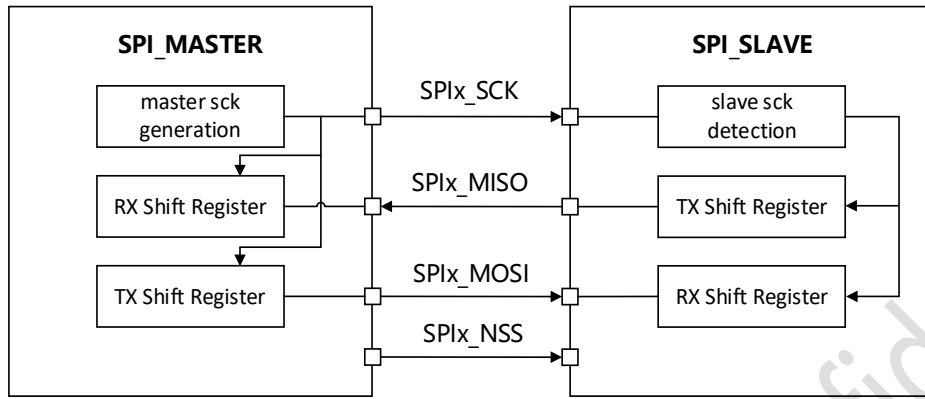 SPI_MASTER
SPI_SLAVE
master sck
generation
SPIx_SCK
slave sck
detection
RX Shift Register
SPIx_MISO
TX Shift Register
TX Shift Register
SPIx_MOSI
RX Shift Register
SPIx_NSS
fid